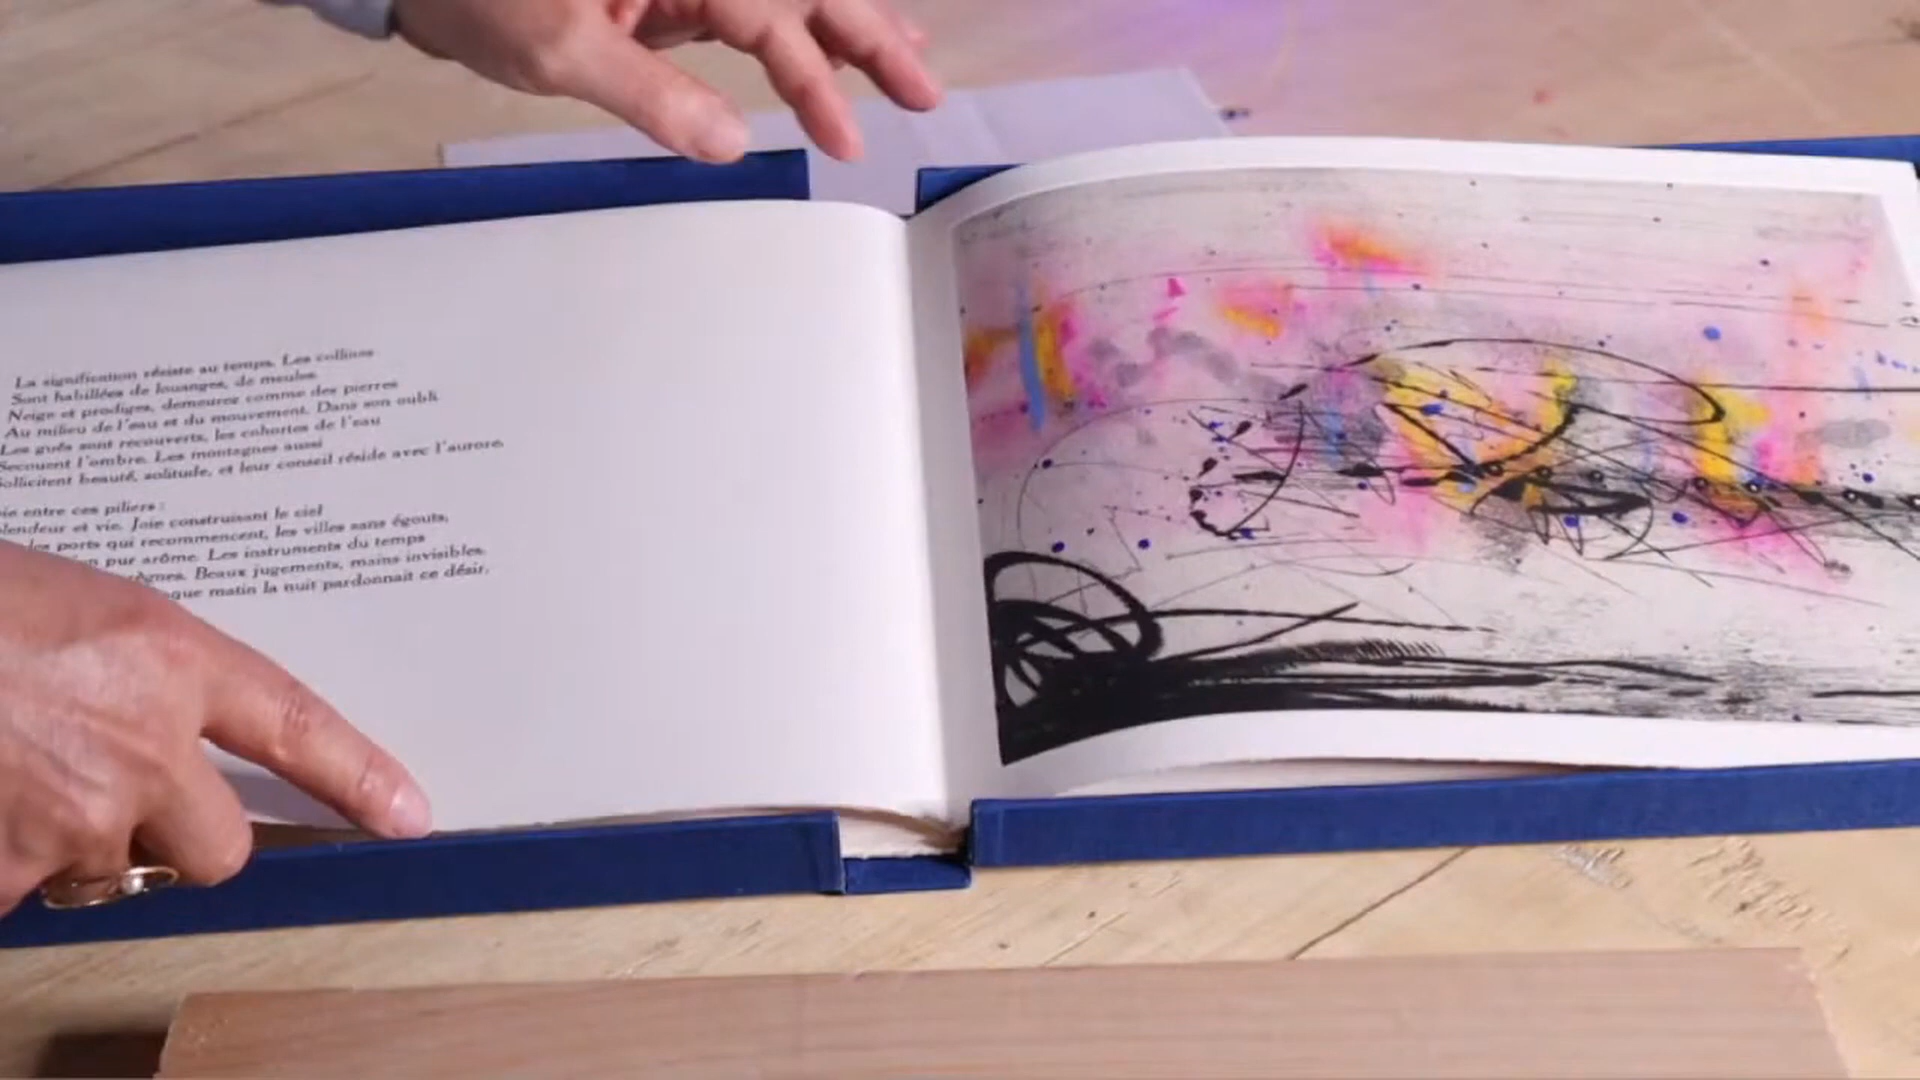 La signification résiste au temps. Les collines
Sont habillées de louanges, de meules.
Neige et prodiges, demeurez comme des pierres
Au milieu de l'eau et du mouvement. Dans son oubli
Les gués sont recouverts, les cohortes de l'eau
Secouent l'ombre. Les montagnes aussi
Sollicitent beauté, solitude, et leur conseil réside avec l'aurore.
entre ces piliers :
et vie. Joie construisant le ciel
ports qui recommencent, les villes sans égouts,
pur arôme. Les instruments du temps
Beaux jugements, mains invisibles.
matin la nuit pardonnait ce désir.